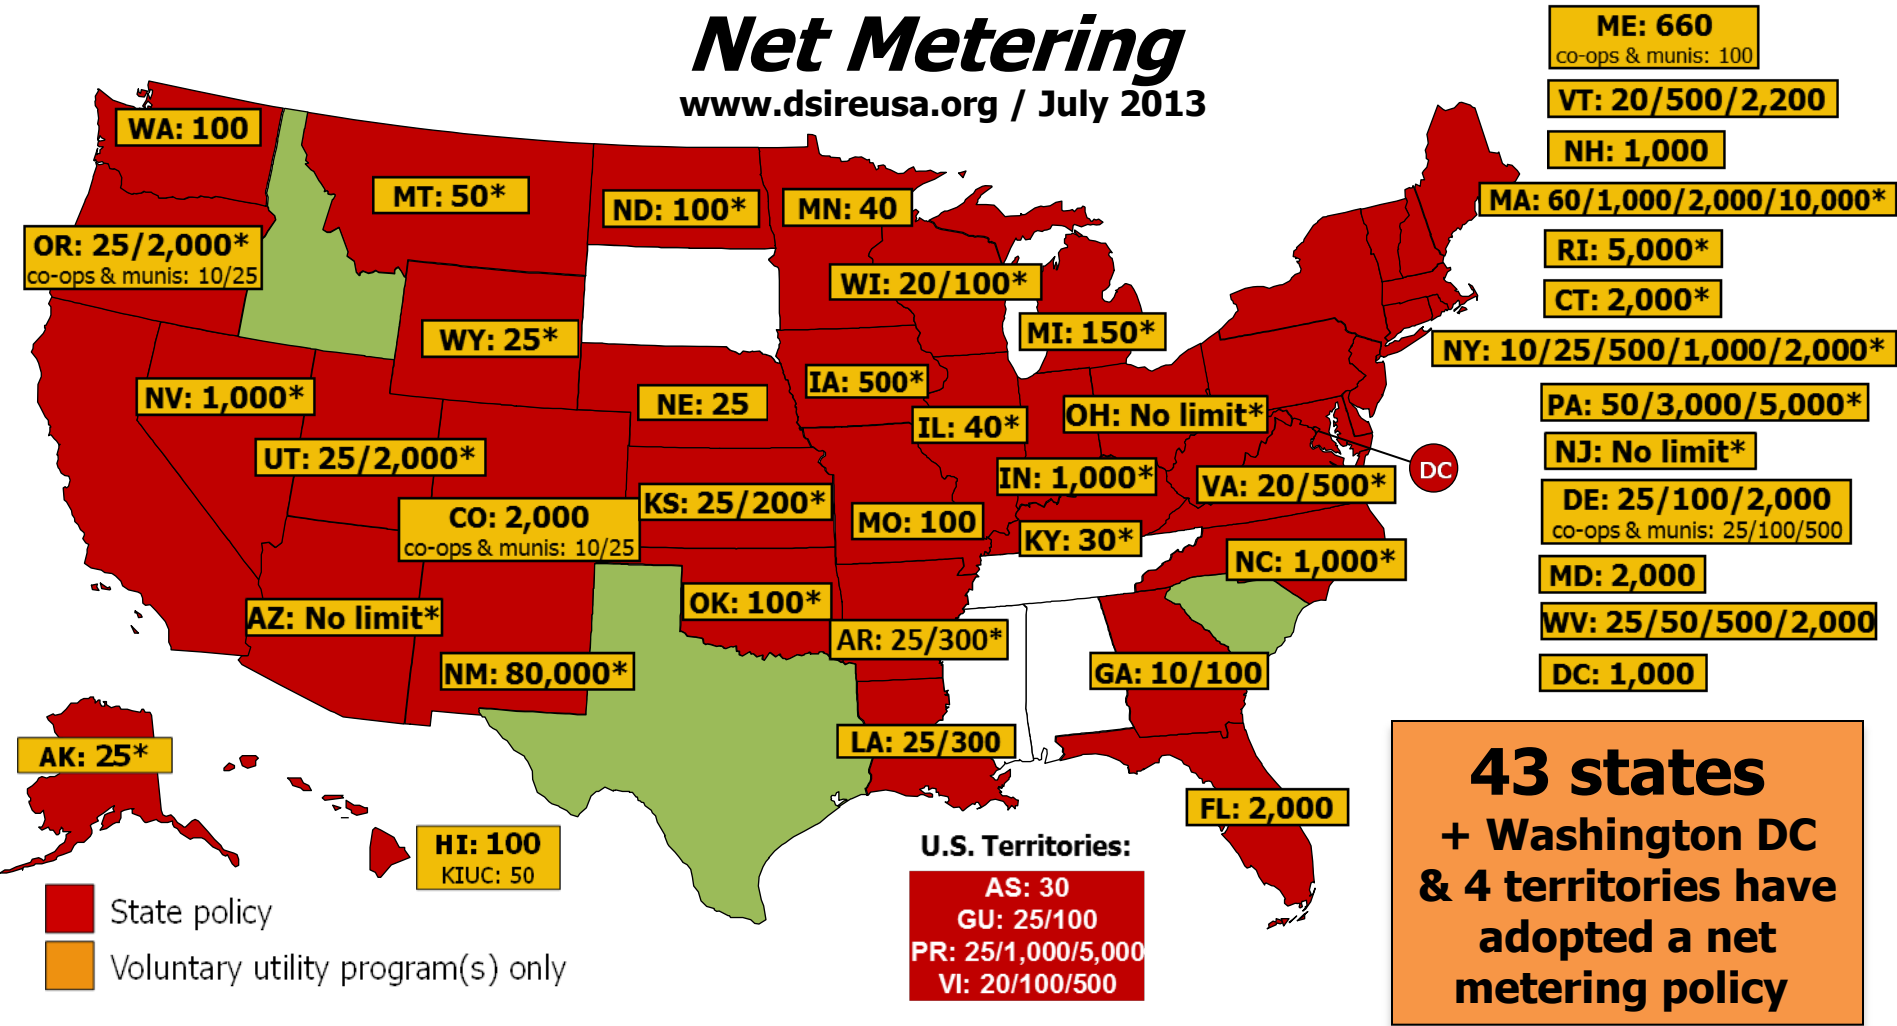 Net Metering
www.dsireusa.org / July 2013
WA: 100
OR: 25/2,000*
co-ops & munis: 10/25
MT: 50*
ND: 100*
MN: 40
WI: 20/100*
MI: 150*
WY: 25*
NV: 1,000*
UT: 25/2,000*
NE: 25
IA: 500*
IL: 40*
OH: No limit*
IN: 1,000*
VA: 20/500*
DC
CO: 2,000
co-ops & munis: 10/25
KS: 25/200*
MO: 100
KY: 30*
NC: 1,000*
AZ: No limit*
NM: 80,000*
OK: 100*
AR: 25/300*
GA: 10/100
LA: 25/300
FL: 2,000
AK: 25*
HI: 100
KIUC: 50
ME: 660
co-ops & munis: 100
VT: 20/500/2,200
NH: 1,000
MA: 60/1,000/2,000/10,000*
RI: 5,000*
CT: 2,000*
NY: 10/25/500/1,000/2,000*
PA: 50/3,000/5,000*
NJ: No limit*
DE: 25/100/2,000
co-ops & munis: 25/100/500
MD: 2,000
WV: 25/50/500/2,000
DC: 1,000
State policy
Voluntary utility program(s) only
U.S. Territories:
AS: 30
GU: 25/100
PR: 25/1,000/5,000
VI: 20/100/500
43 states
+ Washington DC
& 4 territories have
adopted a net
metering policy